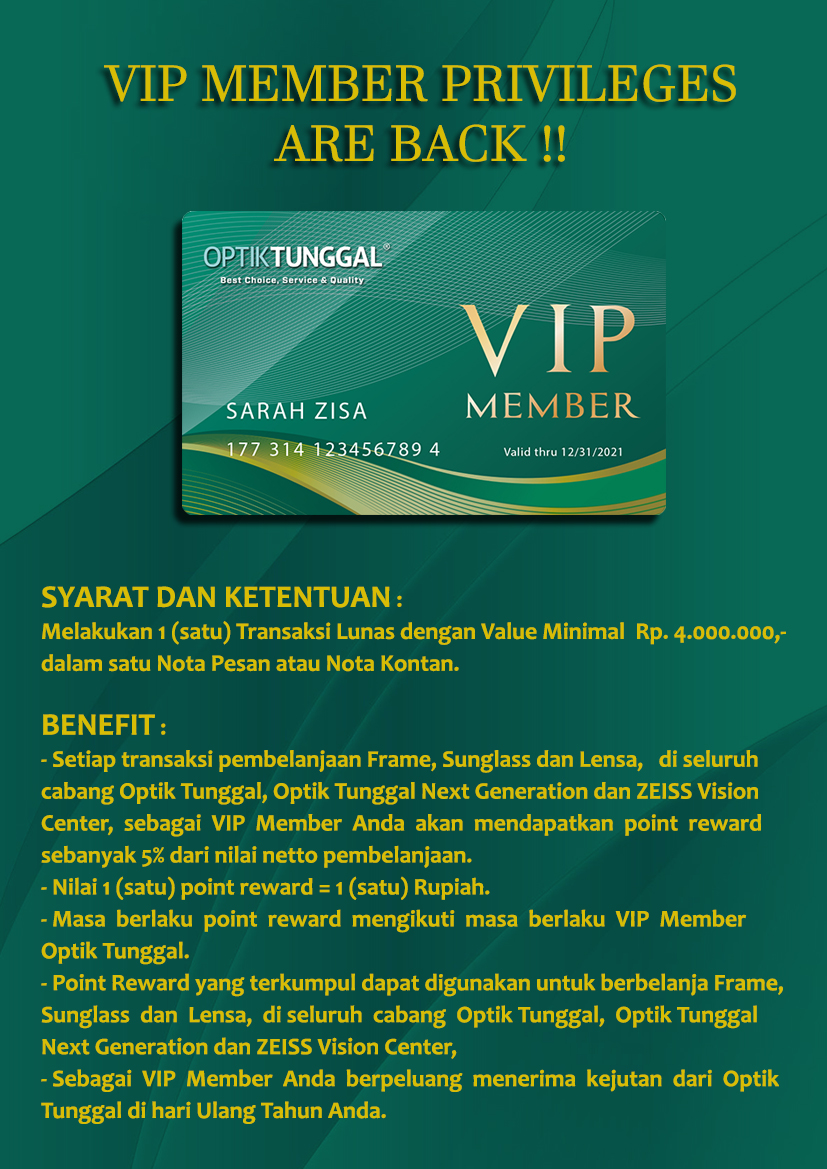 VIP MEMBER PRIVILEGES
ARE BACK !!
OPTIKTUNGGAL®
Best Choice, Service & Quality
VIP
MEMBER
SARAH ZISA
177 314 123456789 4
Valid thru 12/31/2021
SYARAT DAN KETENTUAN :
Melakukan 1 (satu) Transaksi Lunas dengan Value Minimal Rp. 4.000.000,-
dalam satu Nota Pesan atau Nota Kontan.
BENEFIT :
- Setiap transaksi pembelanjaan Frame, Sunglass dan Lensa, di seluruh
cabang Optik Tunggal, Optik Tunggal Next Generation dan ZEISS Vision
Center, sebagai VIP Member Anda akan mendapatkan point reward
sebanyak 5% dari nilai netto pembelanjaan.
- Nilai 1 (satu) point reward = 1 (satu) Rupiah.
- Masa berlaku point reward mengikuti masa berlaku VIP Member
Optik Tunggal.
- Point Reward yang terkumpul dapat digunakan untuk berbelanja Frame,
Sunglass dan Lensa, di seluruh cabang Optik Tunggal, Optik Tunggal
Next Generation dan ZEISS Vision Center,
- Sebagai VIP Member Anda berpeluang menerima kejutan dari Optik
Tunggal di hari Ulang Tahun Anda.